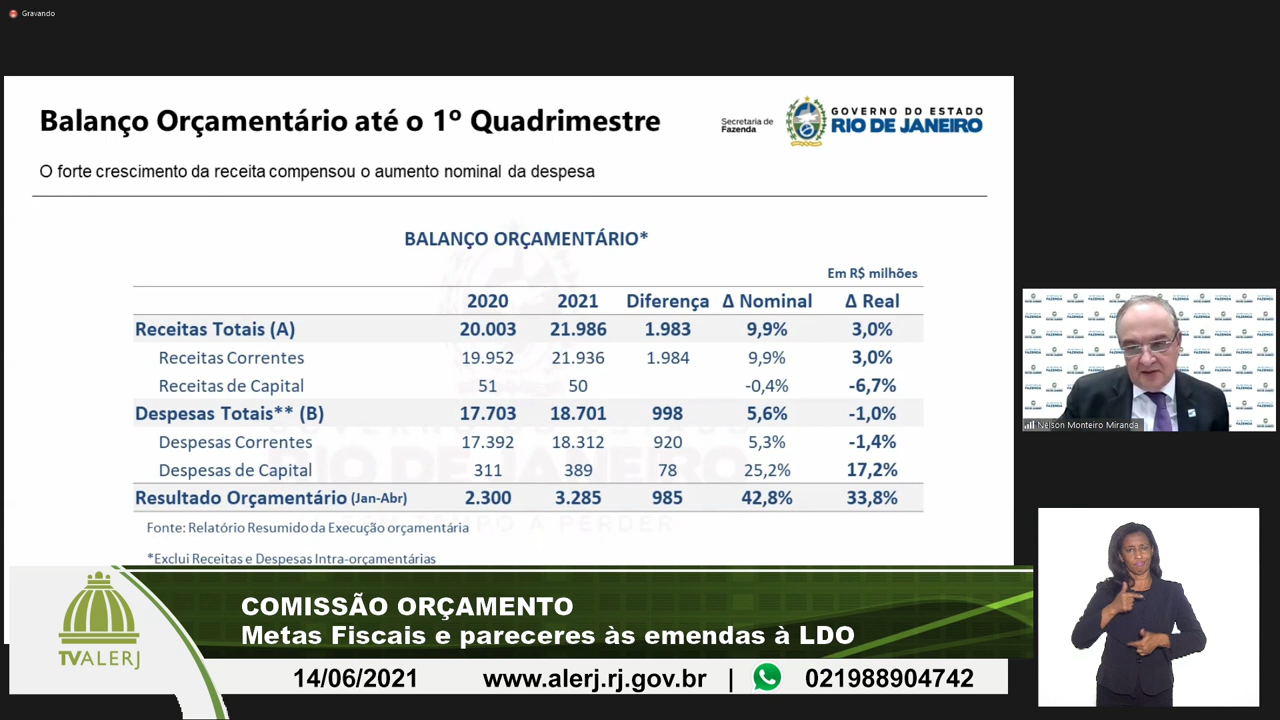 Gravando
Balanço Orçamentário até o 1º Quadrimestre
Secretaria de
Fazenda
GOVERNO DO ESTADO
RIO DE JANEIRO
O forte crescimento da receita compensou o aumento nominal da despesa
BALANÇO ORÇAMENTÁRIO*
Em R$ milhões
2020 2021 Diferença Δ Nominal Δ Real
Receitas Totais (A) 20.003 21.986 1.983 9,9% 3,0%
Receitas Correntes 19.952 21.936 1.984 9,9% 3,0%
Receitas de Capital 51 50 -0,4% -6,7%
Despesas Totais** (B) 17.703 18.701 998 5,6% -1,0%
Despesas Correntes 17.392 18.312 920 5,3% -1,4%
Despesas de Capital 311 389 78 25,2% 17,2%
Resultado Orçamentário (Jan-Abr) 2.300 3.285 985 42,8% 33,8%
Fonte: Relatório Resumido da Execução orçamentária
*Exclui Receitas e Despesas Intra-orçamentárias
Nelson Monteiro Miranda
TVALERJ
COMISSÃO ORÇAMENTO
Metas Fiscais e pareceres às emendas à LDO
14/06/2021 www.alerj.rj.gov.br | 021988904742